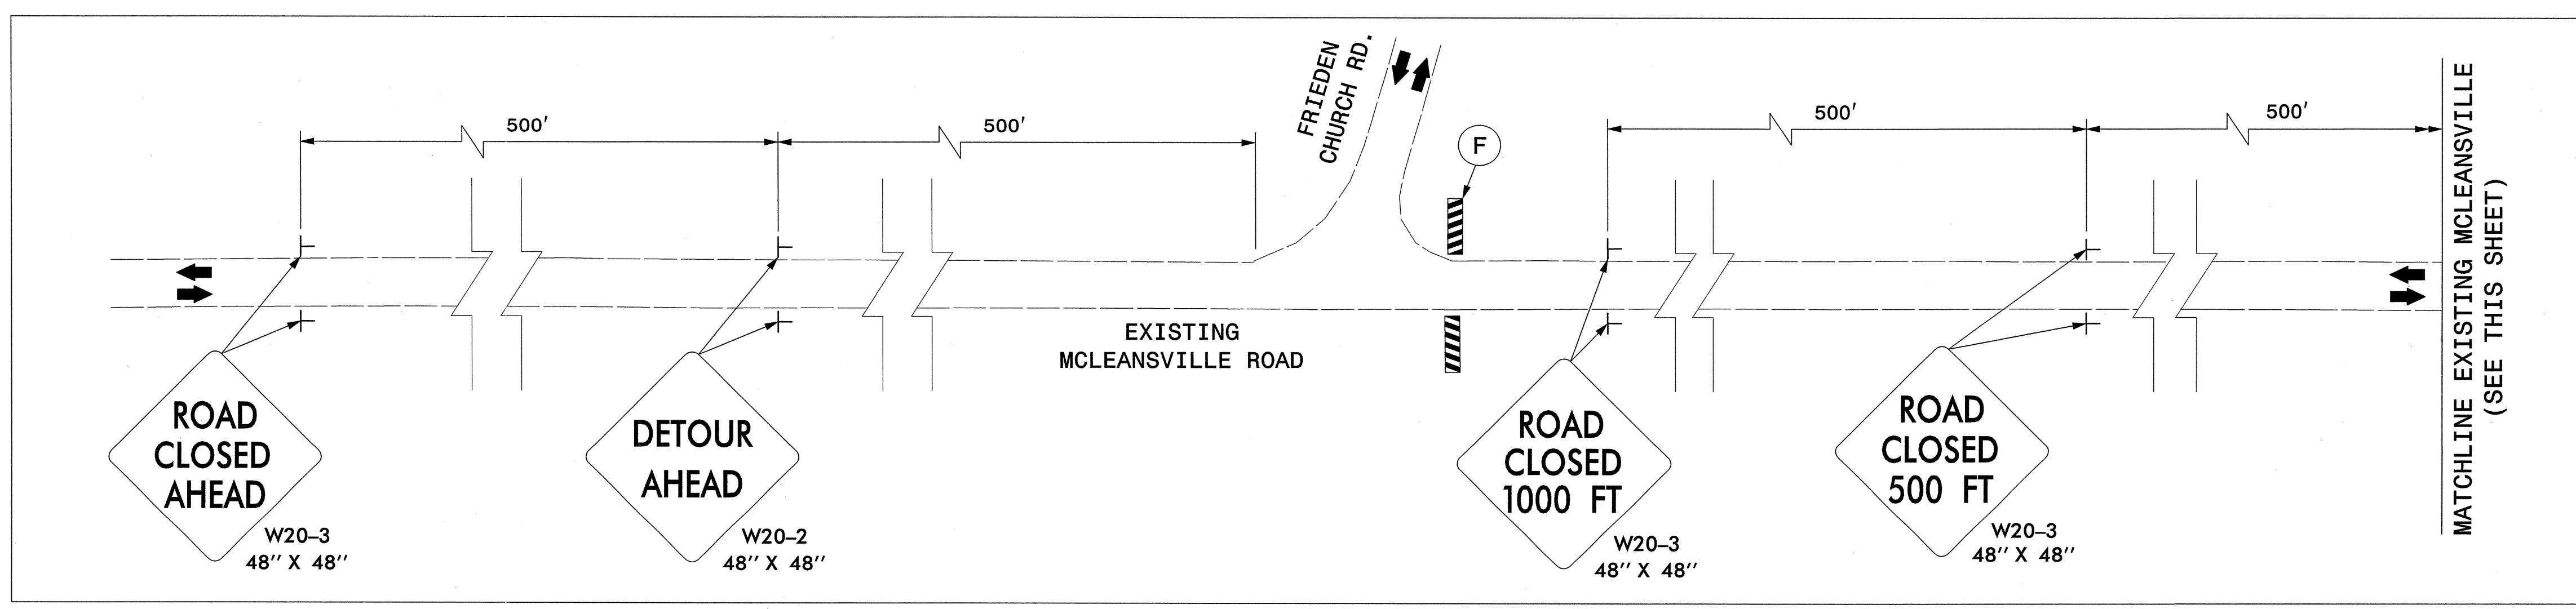 500'
500'
FRIEDEN
CHURCH RD.
F
500'
500'
MATCHLINE EXISTING MCLEANSVILLE
(SEE THIS SHEET)
EXISTING
MCLEANSVILLE ROAD
ROAD
CLOSED
AHEAD
W20-3
48" X 48"
DETOUR
AHEAD
W20-2
48" X 48"
ROAD
CLOSED
1000 FT
W20-3
48" X 48"
ROAD
CLOSED
500 FT
W20-3
48" X 48"